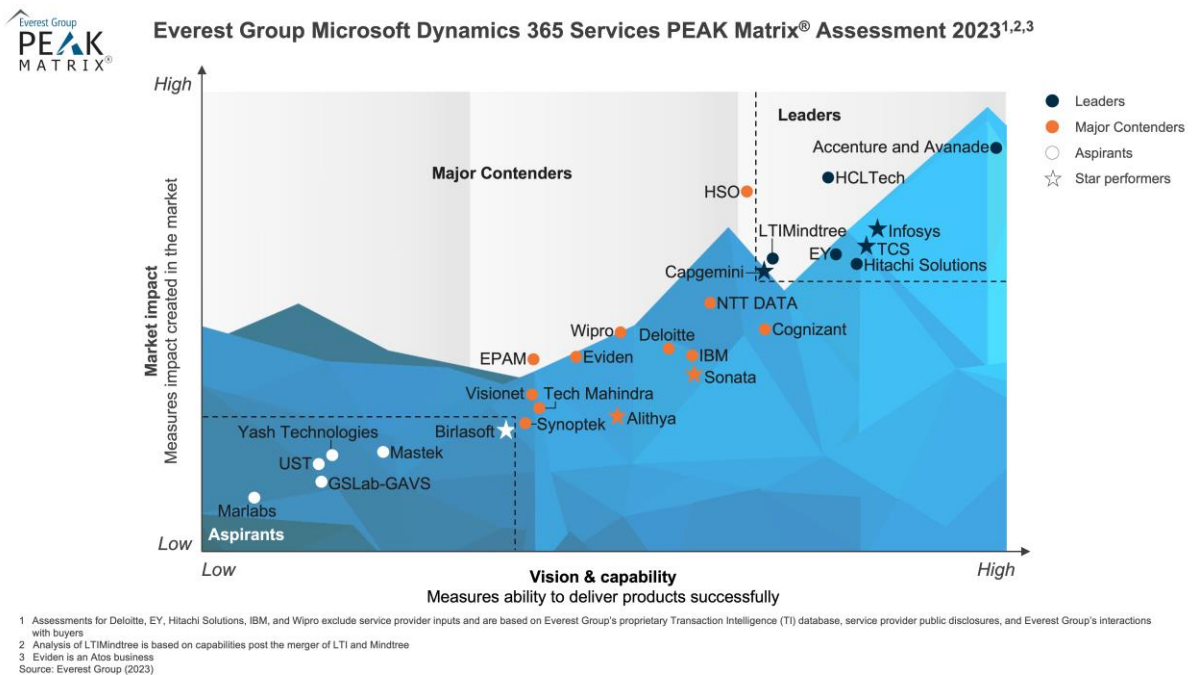 Everest Group
PEAK
MATRIX®
Everest Group Microsoft Dynamics 365 Services PEAK Matrix® Assessment 2023¹,²,³
High
Leaders
Leaders
Major Contenders
Aspirants
Star performers
Accenture and Avanade
Major Contenders
HCLTech
HSO
LTIMindtree
Infosys
TCS
EY
Hitachi Solutions
Capgemini
NTT DATA
Wipro
Deloitte
Cognizant
EPAM
Eviden
IBM
Sonata
Visionet
Tech Mahindra
Alithya
Synoptek
Birlasoft
Yash Technologies
Mastek
UST
GSLab-GAVS
Marlabs
Aspirants
Market impact
Measures impact created in the market
Low
Low
High
Vision & capability
Measures ability to deliver products successfully
1 Assessments for Deloitte, EY, Hitachi Solutions, IBM, and Wipro exclude service provider inputs and are based on Everest Group's proprietary Transaction Intelligence (TI) database, service provider public disclosures, and Everest Group's interactions
with buyers
2 Analysis of LTIMindtree is based on capabilities post the merger of LTI and Mindtree
3 Eviden is an Atos business
Source: Everest Group (2023)